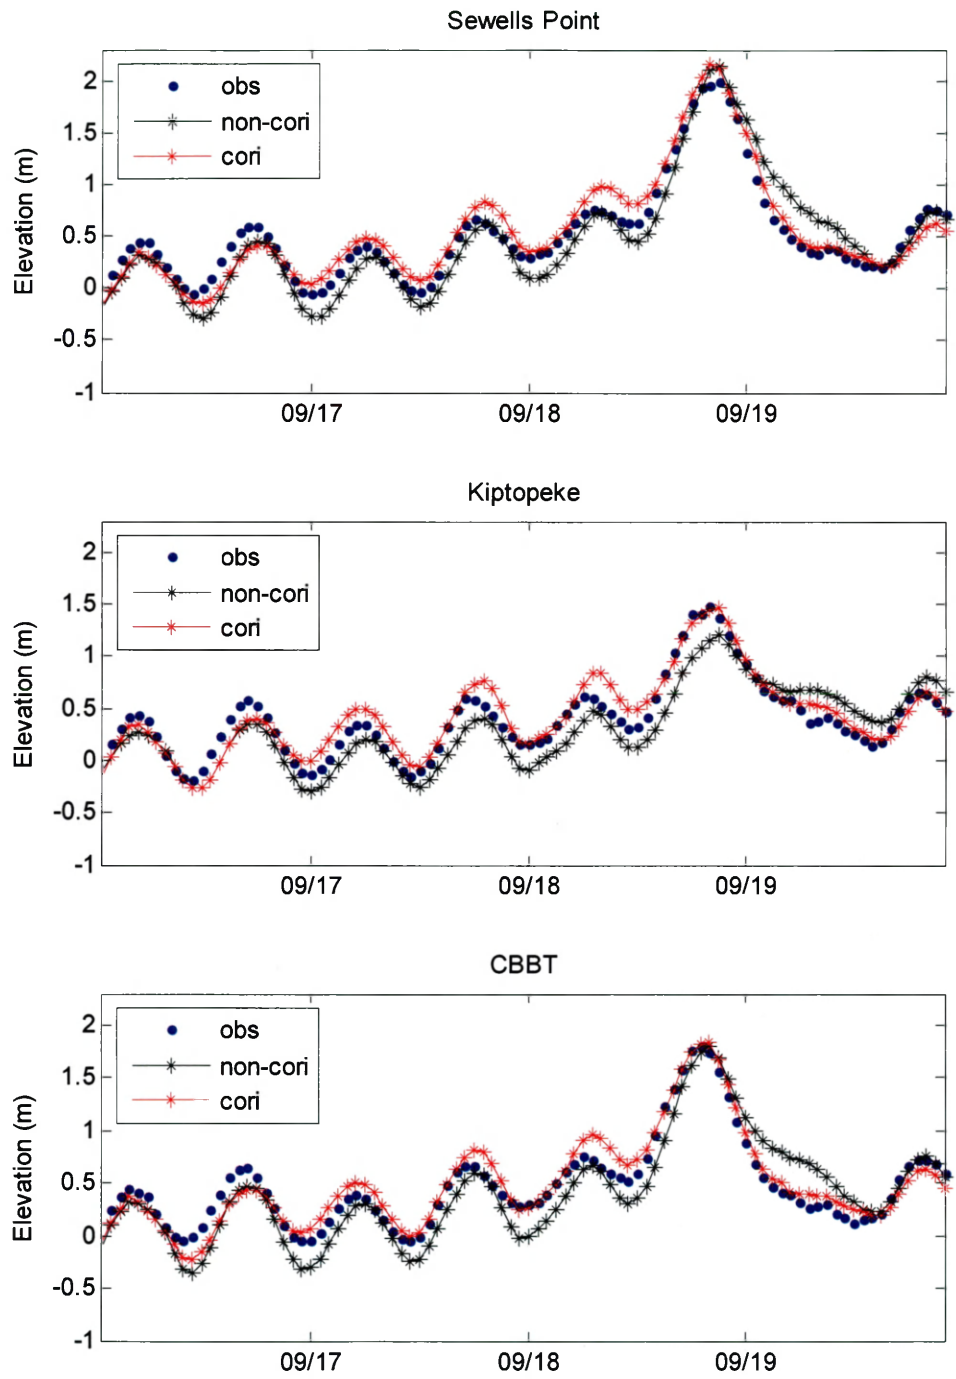 Sewells Point
obs
non-cori
cori
2
1.5
1
0.5
0
-0.5
-1
Elevation (m)
09/17 09/18 09/19
Kiptopeke
obs
non-cori
cori
2
1.5
1
0.5
0
-0.5
-1
Elevation (m)
09/17 09/18 09/19
CBBT
obs
non-cori
cori
2
1.5
1
0.5
0
-0.5
-1
Elevation (m)
09/17 09/18 09/19